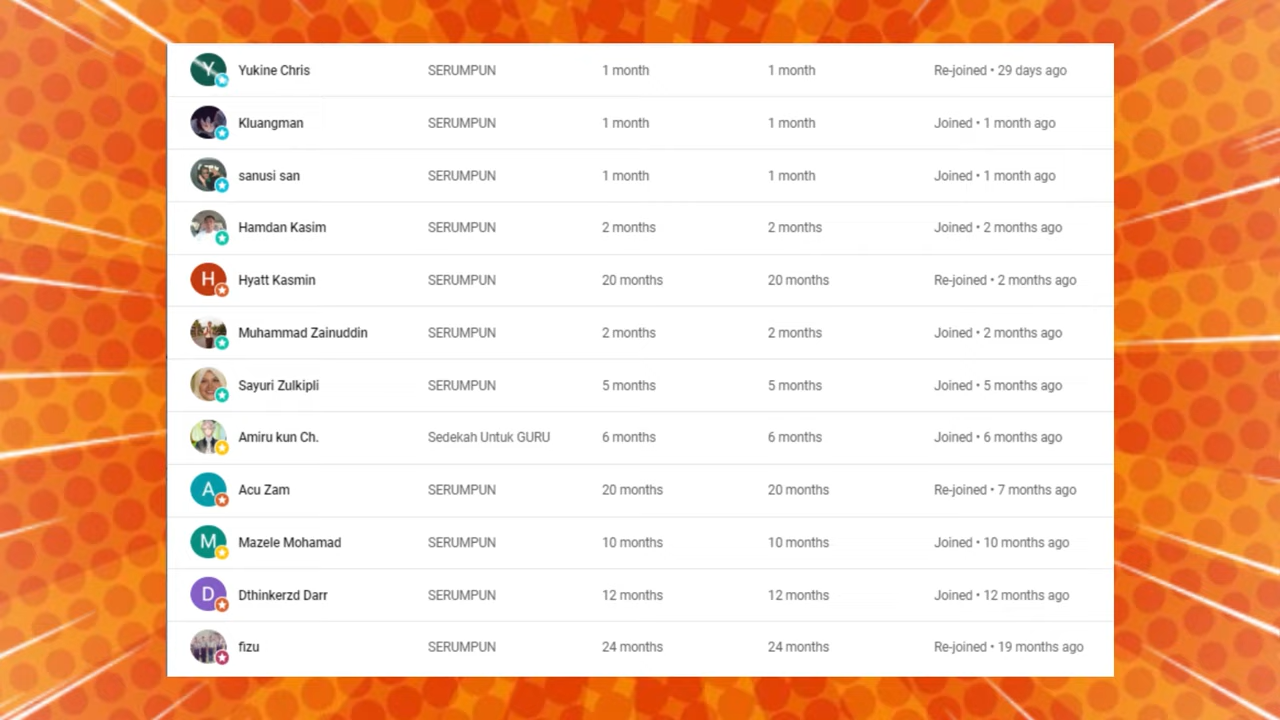 Y Yukine Chris SERUMPUN 1 month 1 month Re-joined • 29 days ago
Kluangman SERUMPUN 1 month 1 month Joined • 1 month ago
sanusi san SERUMPUN 1 month 1 month Joined • 1 month ago
Hamdan Kasim SERUMPUN 2 months 2 months Joined • 2 months ago
H Hyatt Kasmin SERUMPUN 20 months 20 months Re-joined • 2 months ago
Muhammad Zainuddin SERUMPUN 2 months 2 months Joined • 2 months ago
Sayuri Zulkipli SERUMPUN 5 months 5 months Joined • 5 months ago
Amiru kun Ch. Sedekah Untuk GURU 6 months 6 months Joined • 6 months ago
A Acu Zam SERUMPUN 20 months 20 months Re-joined • 7 months ago
M Mazele Mohamad SERUMPUN 10 months 10 months Joined • 10 months ago
D Dthinkerzd Darr SERUMPUN 12 months 12 months Joined • 12 months ago
fizu SERUMPUN 24 months 24 months Re-joined • 19 months ago